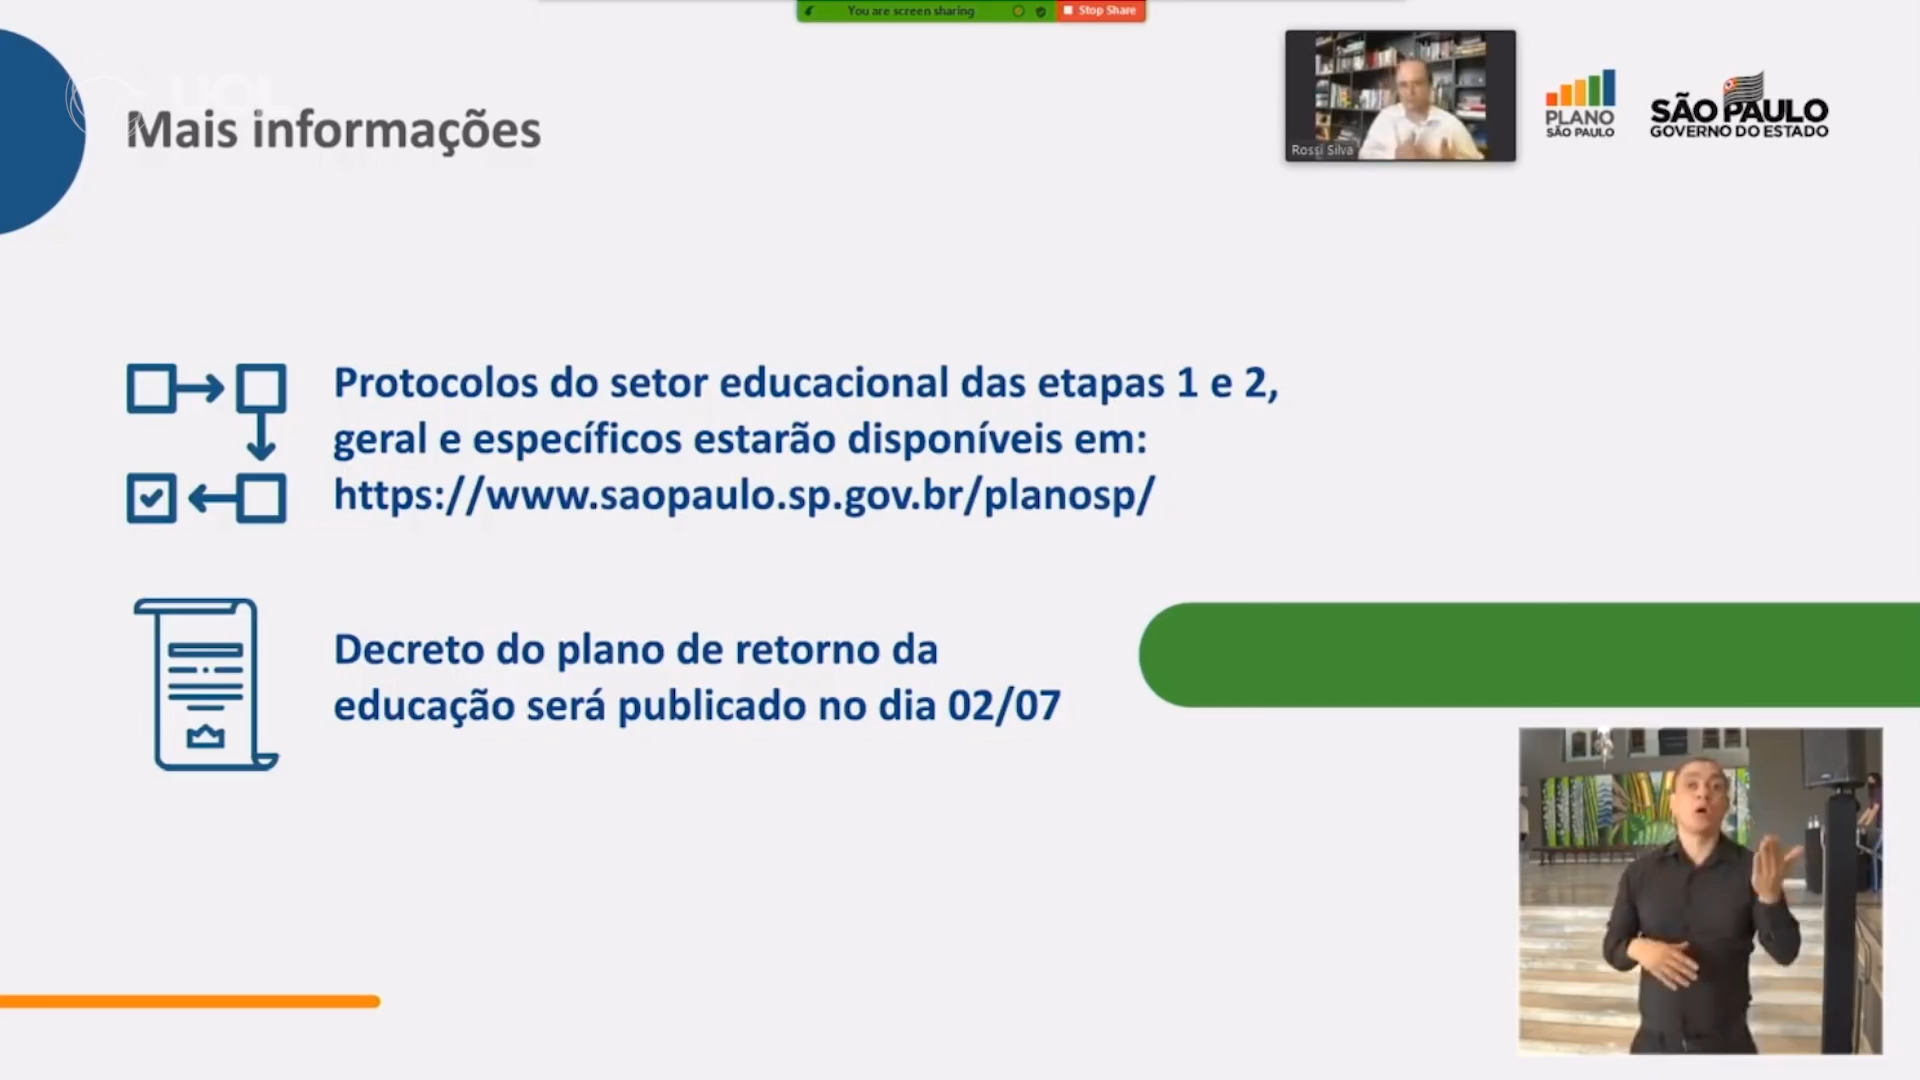 You are screen sharing
Stop Share
UOL
Mais informações
Rossi Silva
PLANO
SÃO PAULO
SÃO PAULO
GOVERNO DO ESTADO
Protocolos do setor educacional das etapas 1 e 2,
geral e específicos estarão disponíveis em:
https://www.saopaulo.sp.gov.br/planosp/
Decreto do plano de retorno da
educação será publicado no dia 02/07